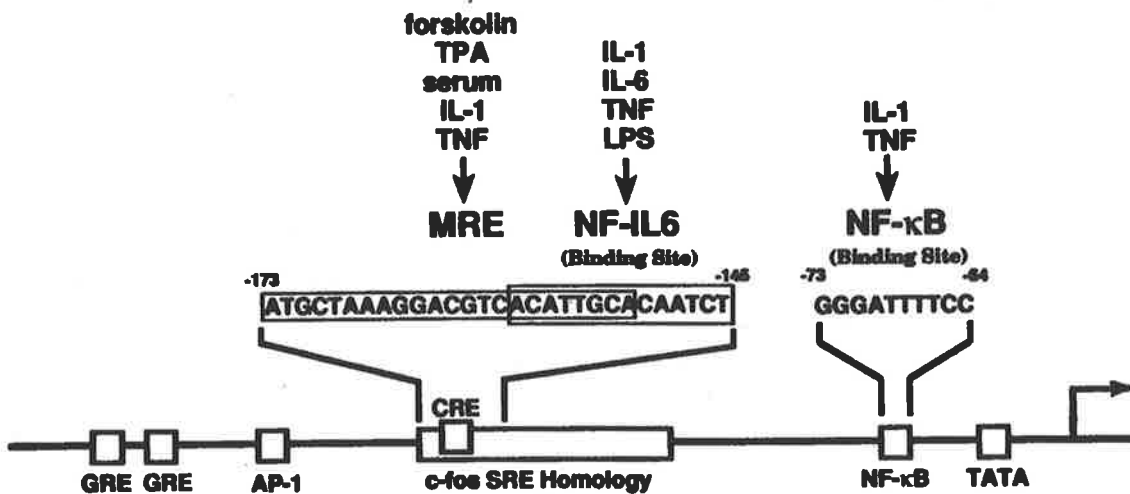 forskolin
TPA
serum
IL-1
TNF
MRE
IL-1
IL-6
TNF
LPS
NF-IL6
(Binding Site)
IL-1
TNF
NF-κB
(Binding Site)
-173
-145
ATGCTAAAGGACGTCACATTGCACAATCT
-73
-64
GGGATTTTCC
CRE
GRE
GRE
AP-1
c-fos SRE Homology
NF-κB
TATA